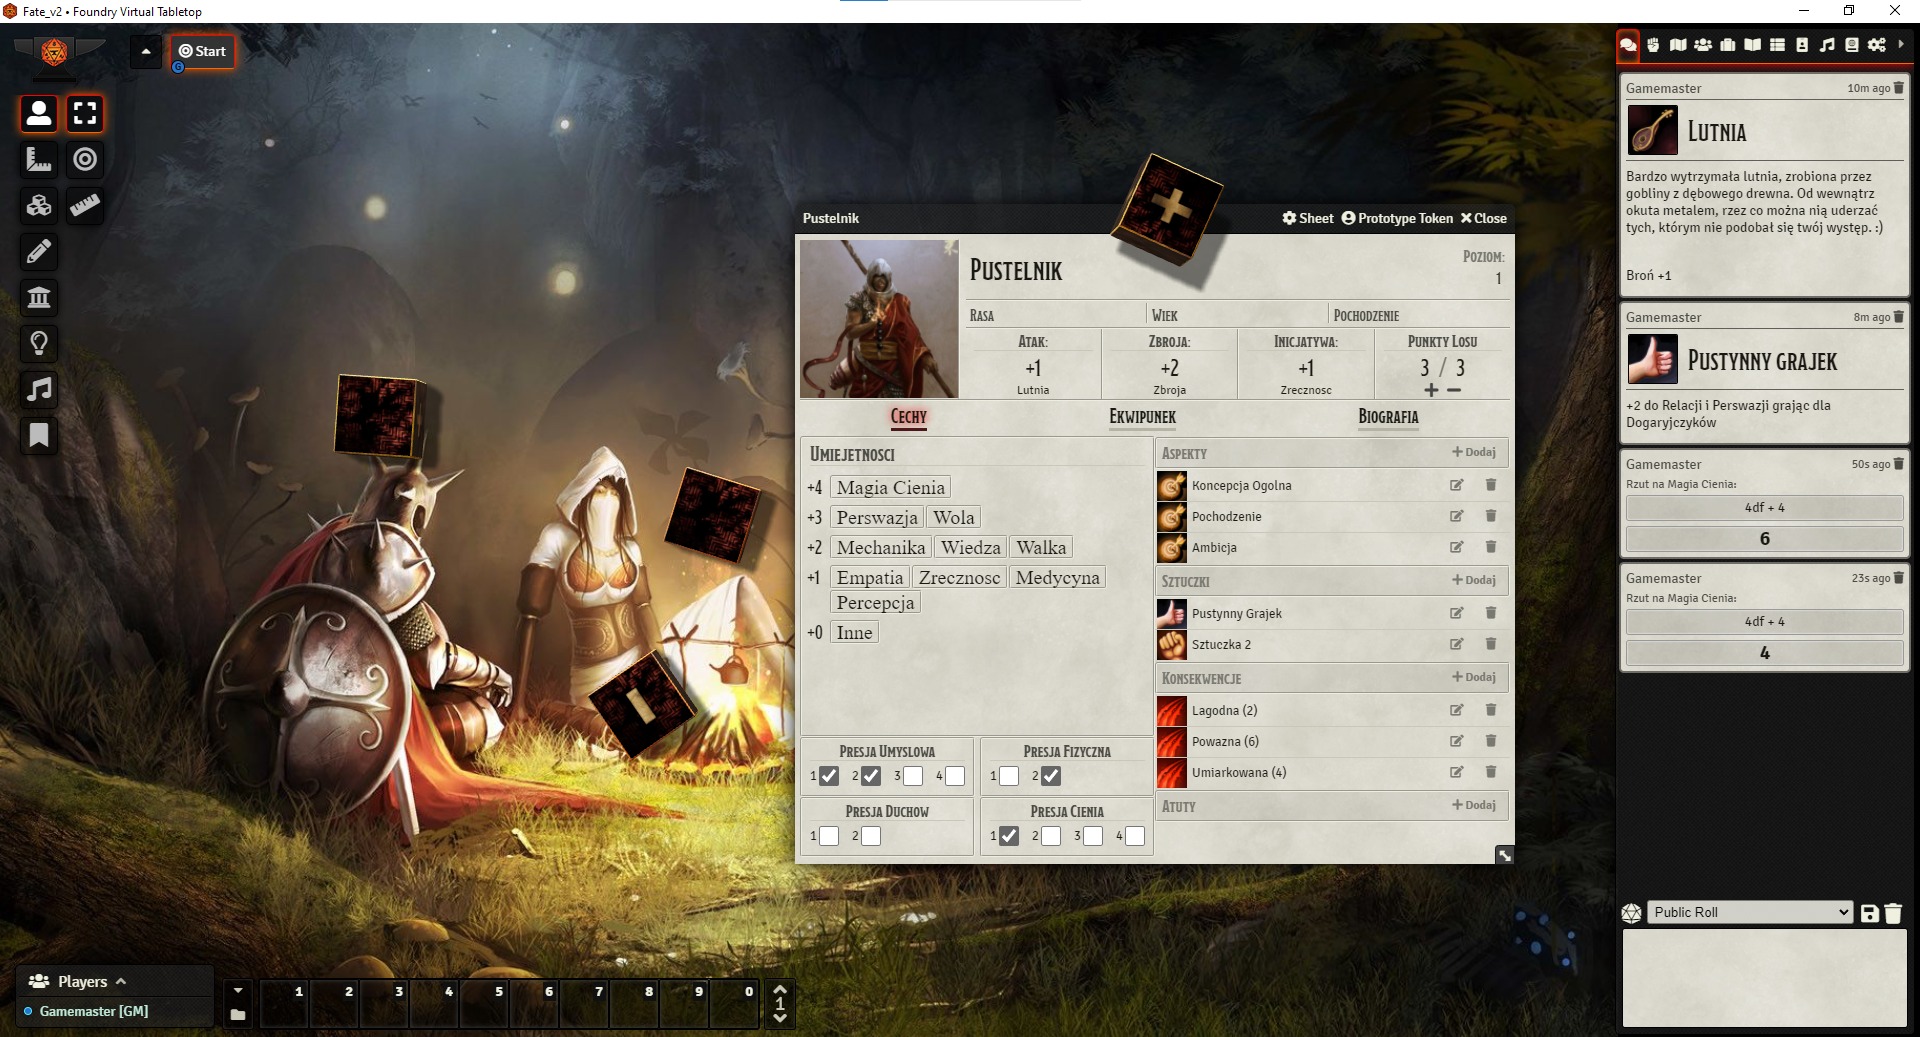 Fate_v2 • Foundry Virtual Tabletop
Start
G
Players
Gamemaster [GM]
1 2 3 4 5 6 7 8 9 0
1
Pustelnik
Sheet Prototype Token Close
Pustelnik
Poziom:
1
Rasa Wiek Pochodzenie
Atak: Zbroja: Inicjatywa: Punkty Losu
+1 +2 +1 3 / 3
Lutnia Zbroja Zrecznosc
Cechy Ekwipunek Biografia
Umiejetnosci
+4 Magia Cienia
+3 Perswazja Wola
+2 Mechanika Wiedza Walka
+1 Empatia Zrecznosc Medycyna
Percepcja
+0 Inne
Presja Umyslowa
1 2 3 4
Presja Fizyczna
1 2
Presja Duchow
1 2
Presja Cienia
1 2 3 4
Aspekty + Dodaj
Koncepcja Ogolna
Pochodzenie
Ambicja
Sztuczki + Dodaj
Pustynny Grajek
Sztuczka 2
Konsekwencje + Dodaj
Lagodna (2)
Powazna (6)
Umiarkowana (4)
Atuty + Dodaj
Gamemaster 10m ago
Lutnia
Bardzo wytrzymała lutnia, zrobiona przez
gobliny z dębowego drewna. Od wewnątrz
okuta metalem, rzez co można nią uderzać
tych, którym nie podobał się twój występ. :)
Broń +1
Gamemaster 8m ago
Pustynny grajek
+2 do Relacji i Perswazji grając dla
Dogaryjczyków
Gamemaster 50s ago
Rzut na Magia Cienia:
4df + 4
6
Gamemaster 23s ago
Rzut na Magia Cienia:
4df + 4
4
Public Roll